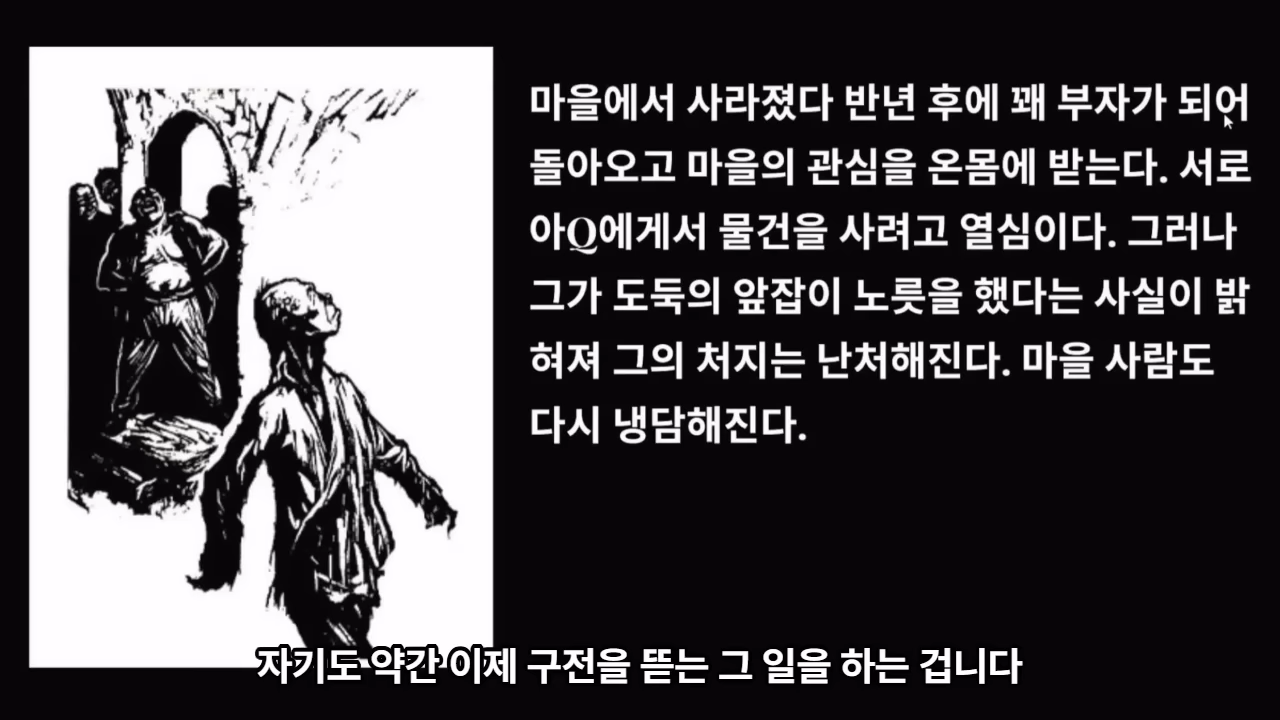 마을에서 사라졌다 반년 후에 꽤 부자가 되어
돌아오고 마을의 관심을 온몸에 받는다. 서로
아Q에게서 물건을 사려고 열심이다. 그러나
그가 도둑의 앞잡이 노릇을 했다는 사실이 밝
혀져 그의 처지는 난처해진다. 마을 사람도
다시 냉담해진다.
자기도 약간 이제 구전을 뜯는 그 일을 하는 겁니다